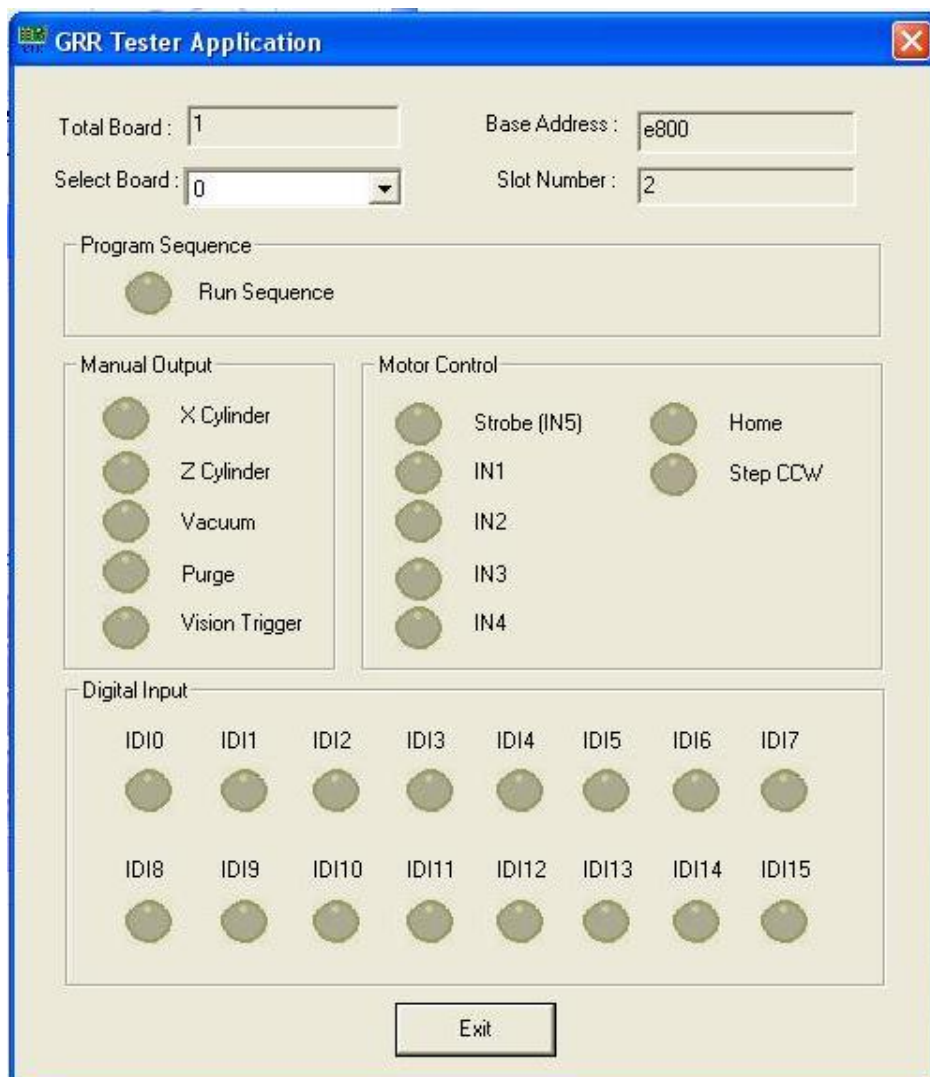 GRR Tester Application
Total Board : 1
Base Address : e800
Select Board : 0
Slot Number : 2
Program Sequence
Run Sequence
Manual Output
X Cylinder
Z Cylinder
Vacuum
Purge
Vision Trigger
Motor Control
Strobe (IN5)
IN1
IN2
IN3
IN4
Home
Step CCW
Digital Input
IDI0 IDI1 IDI2 IDI3 IDI4 IDI5 IDI6 IDI7
IDI8 IDI9 IDI10 IDI11 IDI12 IDI13 IDI14 IDI15
Exit